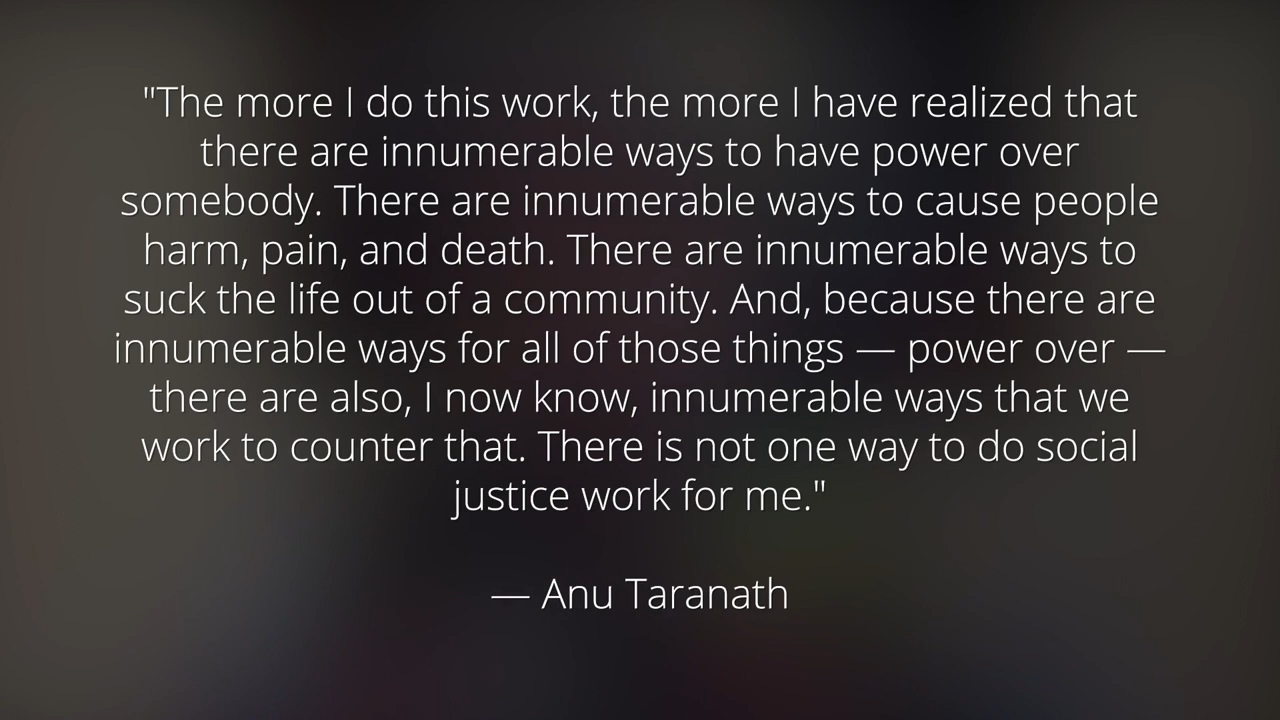 "The more I do this work, the more I have realized that
there are innumerable ways to have power over
somebody. There are innumerable ways to cause people
harm, pain, and death. There are innumerable ways to
suck the life out of a community. And, because there are
innumerable ways for all of those things — power over —
there are also, I now know, innumerable ways that we
work to counter that. There is not one way to do social
justice work for me."
— Anu Taranath